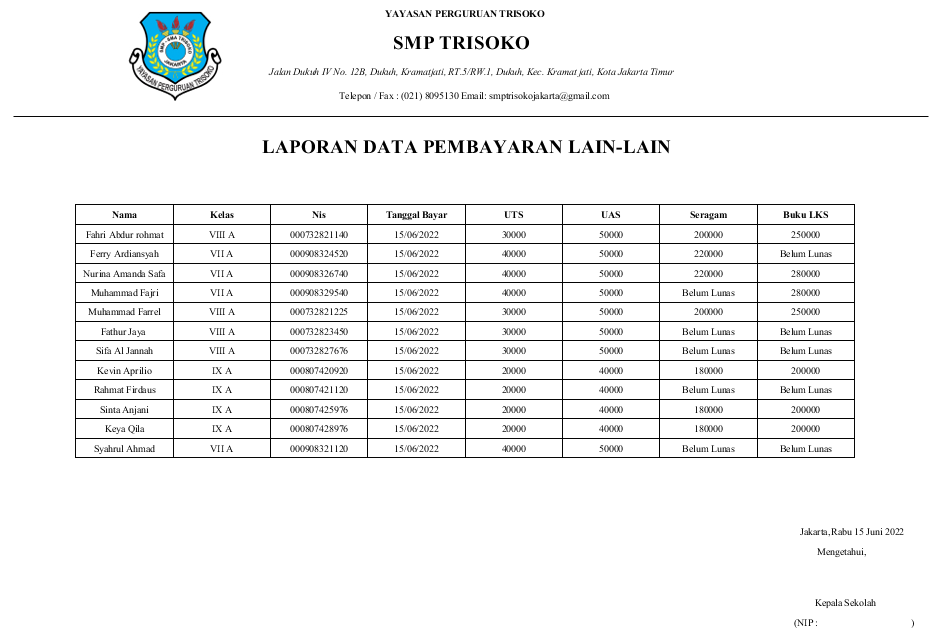 YAYASAN PERGURUAN TRISOKO
SMP TRISOKO
Jalan Dukuh IV No. 12B, Dukuh, Kramatjati, RT.5/RW.1, Dukuh, Kec. Kramat jati, Kota Jakarta Timur
Telepon / Fax : (021) 8095130 Email: smptrisokojakarta@gmail.com
SMP - SMA TRISOKO
JAKARTA
YAYASAN PERGURUAN TRISOKO
LAPORAN DATA PEMBAYARAN LAIN-LAIN
Nama Kelas Nis Tanggal Bayar UTS UAS Seragam Buku LKS
Fahri Abdur rohmat VIII A 000732821140 15/06/2022 30000 50000 200000 250000
Ferry Ardiansyah VII A 000908324520 15/06/2022 40000 50000 220000 Belum Lunas
Nurina Amanda Safa VII A 000908326740 15/06/2022 40000 50000 220000 280000
Muhammad Fajri VII A 000908329540 15/06/2022 40000 50000 Belum Lunas 280000
Muhammad Farrel VIII A 000732821225 15/06/2022 30000 50000 200000 250000
Fathur Jaya VIII A 000732823450 15/06/2022 30000 50000 Belum Lunas Belum Lunas
Sifa Al Jannah VIII A 000732827676 15/06/2022 30000 50000 Belum Lunas Belum Lunas
Kevin Aprilio IX A 000807420920 15/06/2022 20000 40000 180000 200000
Rahmat Firdaus IX A 000807421120 15/06/2022 20000 40000 Belum Lunas Belum Lunas
Sinta Anjani IX A 000807425976 15/06/2022 20000 40000 180000 200000
Keya Qila IX A 000807428976 15/06/2022 20000 40000 180000 200000
Syahrul Ahmad VII A 000908321120 15/06/2022 40000 50000 Belum Lunas Belum Lunas
Jakarta,Rabu 15 Juni 2022
Mengetahui,
Kepala Sekolah
(NIP : )